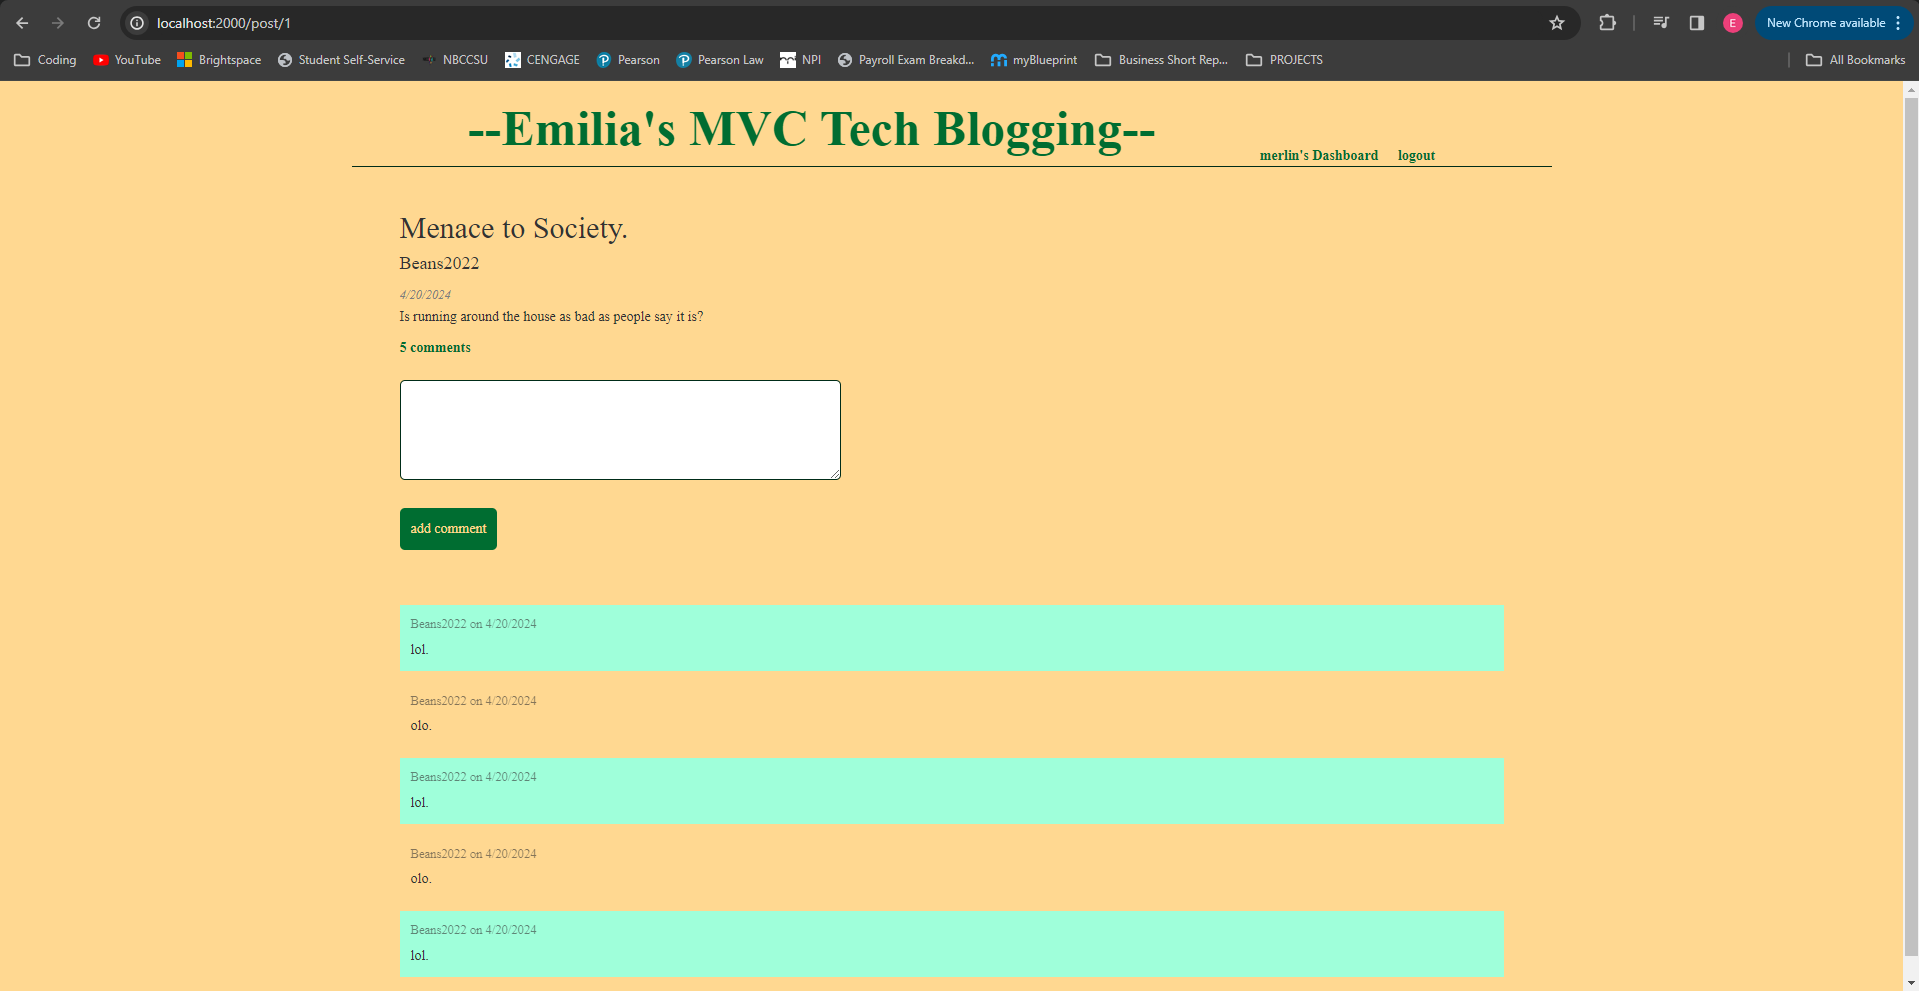 localhost:2000/post/1
E
New Chrome available
Coding YouTube Brightspace Student Self-Service NBCCSU CENGAGE Pearson Pearson Law NPI Payroll Exam Breakd... myBlueprint Business Short Rep... PROJECTS All Bookmarks
--Emilia's MVC Tech Blogging--
merlin's Dashboard logout
Menace to Society.
Beans2022
4/20/2024
Is running around the house as bad as people say it is?
5 comments
add comment
Beans2022 on 4/20/2024
lol.
Beans2022 on 4/20/2024
olo.
Beans2022 on 4/20/2024
lol.
Beans2022 on 4/20/2024
olo.
Beans2022 on 4/20/2024
lol.